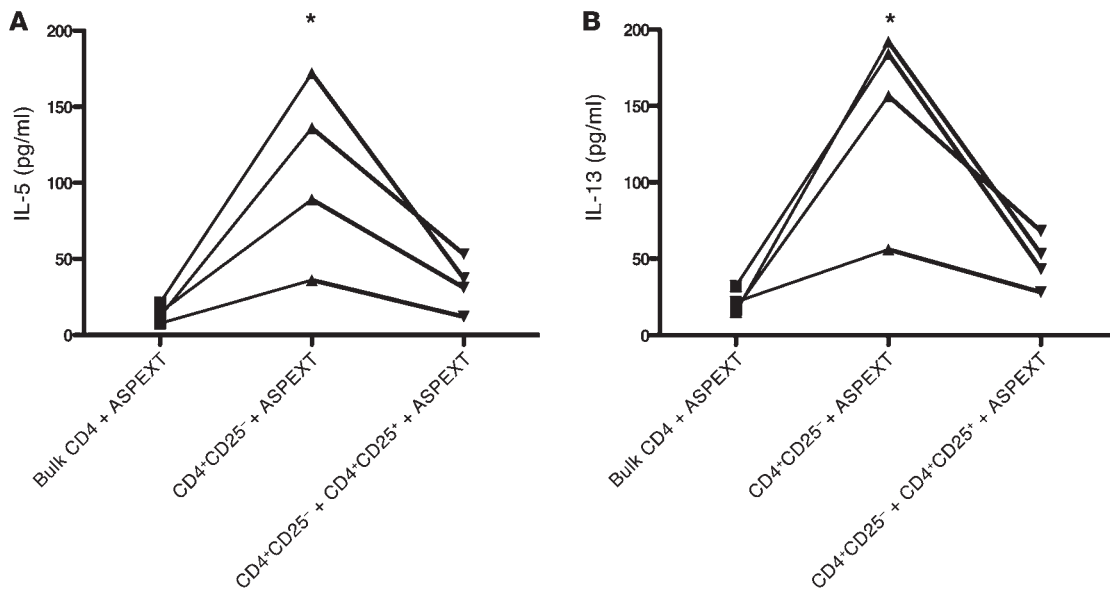 A
*
IL-5 (pg/ml)
200
150
100
50
0
Bulk CD4 + ASPEXT
CD4⁺CD25⁻ + ASPEXT
CD4⁺CD25⁻ + CD4⁺CD25⁺ + ASPEXT
B
*
IL-13 (pg/ml)
200
150
100
50
0
Bulk CD4 + ASPEXT
CD4⁺CD25⁻ + ASPEXT
CD4⁺CD25⁻ + CD4⁺CD25⁺ + ASPEXT